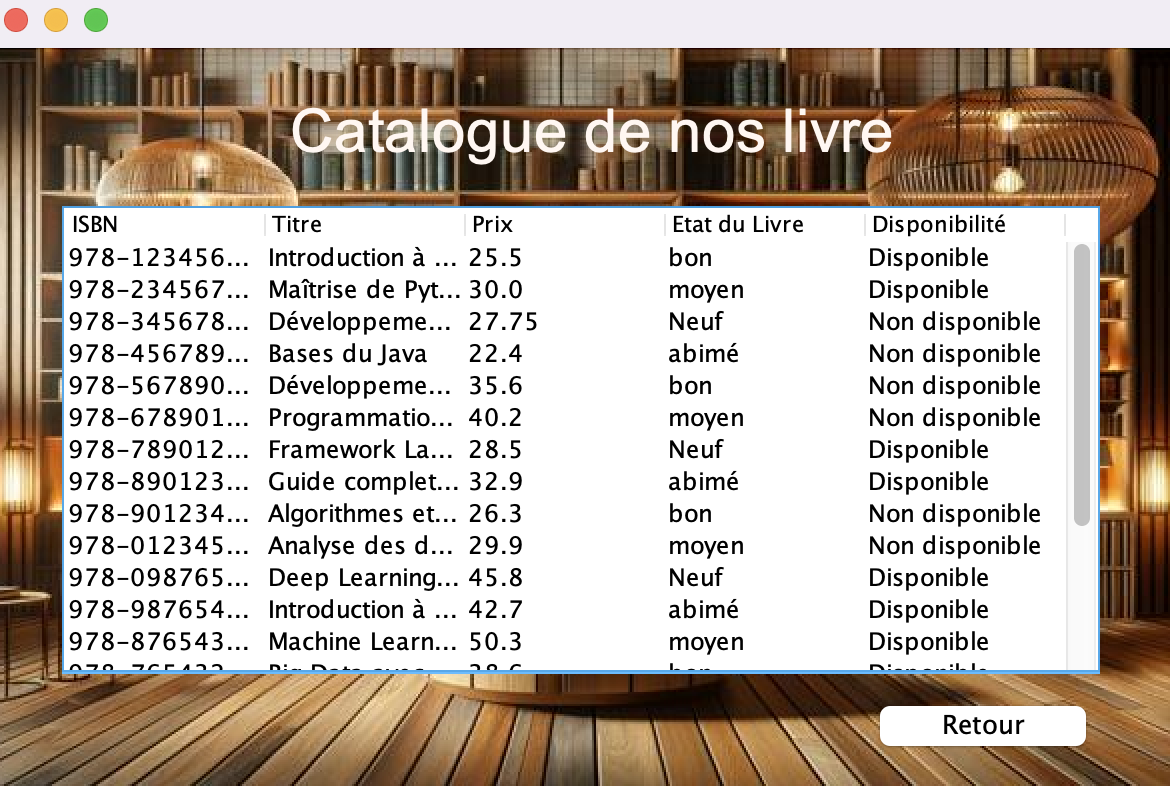 Catalogue de nos livre
ISBN Titre Prix Etat du Livre Disponibilité
978-123456... Introduction à ... 25.5 bon Disponible
978-234567... Maîtrise de Pyt... 30.0 moyen Disponible
978-345678... Développeme... 27.75 Neuf Non disponible
978-456789... Bases du Java 22.4 abimé Non disponible
978-567890... Développeme... 35.6 bon Non disponible
978-678901... Programmatio... 40.2 moyen Non disponible
978-789012... Framework La... 28.5 Neuf Disponible
978-890123... Guide complet... 32.9 abimé Disponible
978-901234... Algorithmes et... 26.3 bon Non disponible
978-012345... Analyse des d... 29.9 moyen Non disponible
978-098765... Deep Learning... 45.8 Neuf Disponible
978-987654... Introduction à ... 42.7 abimé Disponible
978-876543... Machine Learn... 50.3 moyen Disponible
Retour